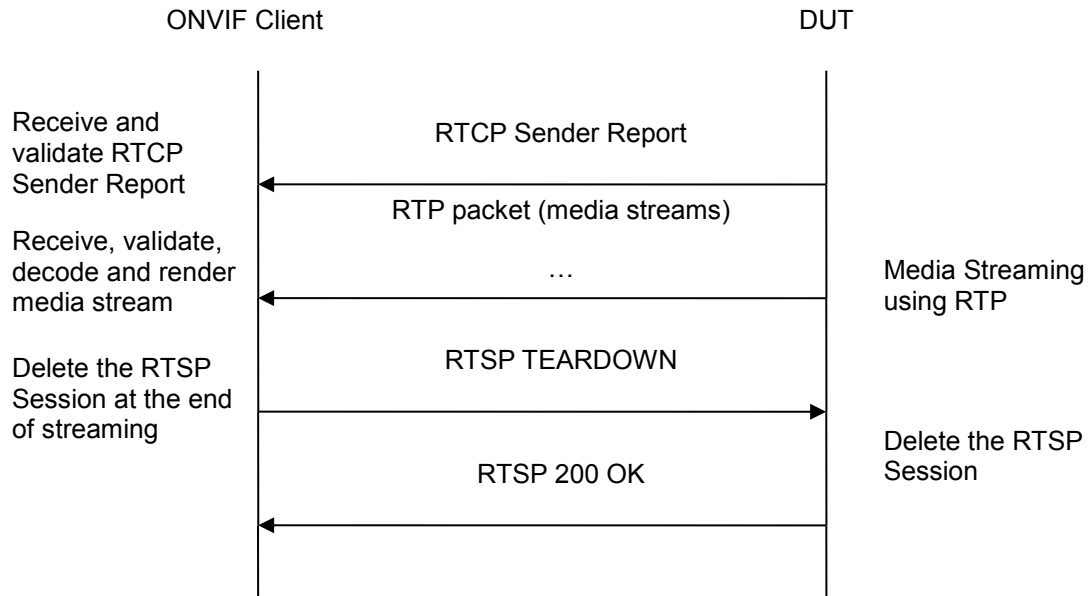 ONVIF Client
DUT
Receive and
validate RTCP
Sender Report
RTCP Sender Report
RTP packet (media streams)
Receive, validate,
decode and render
media stream
…
Media Streaming
using RTP
RTSP TEARDOWN
Delete the RTSP
Session at the end
of streaming
Delete the RTSP
Session
RTSP 200 OK